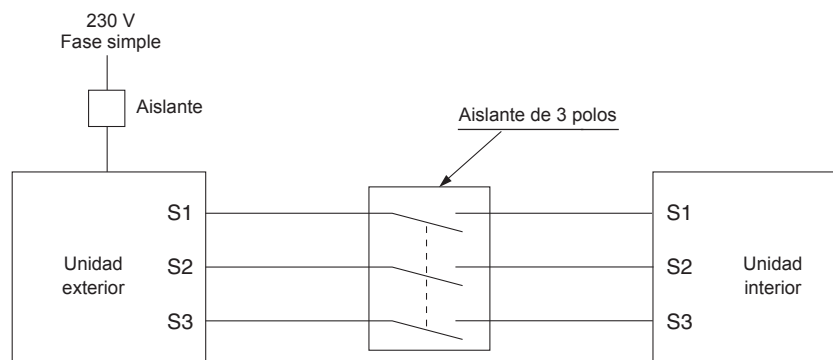 230 V
Fase simple
Aislante
Aislante de 3 polos
S1
S2
S3
Unidad
exterior
S1
S2
S3
Unidad
interior